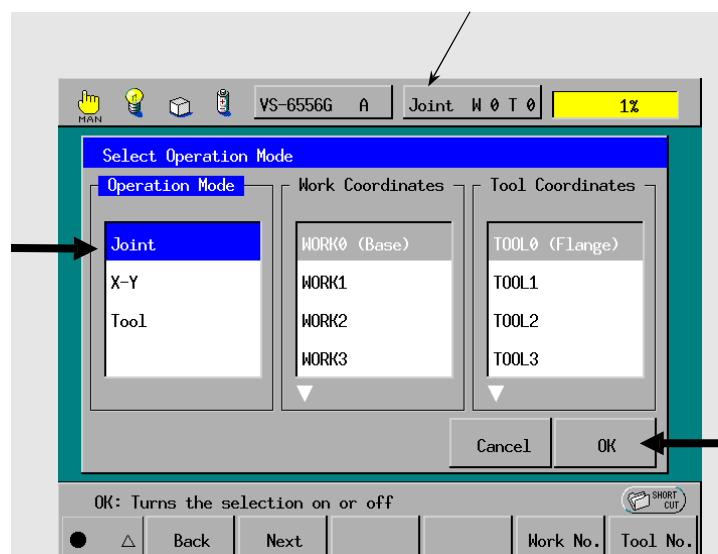 MAN
VS-6556G A
Joint W 0 T 0
1%
Select Operation Mode
Operation Mode
Work Coordinates
Tool Coordinates
Joint
X-Y
Tool
WORK0 (Base)
WORK1
WORK2
WORK3
TOOL0 (Flange)
TOOL1
TOOL2
TOOL3
Cancel
OK
OK: Turns the selection on or off
SHORT
CUT
Back
Next
Work No.
Tool No.